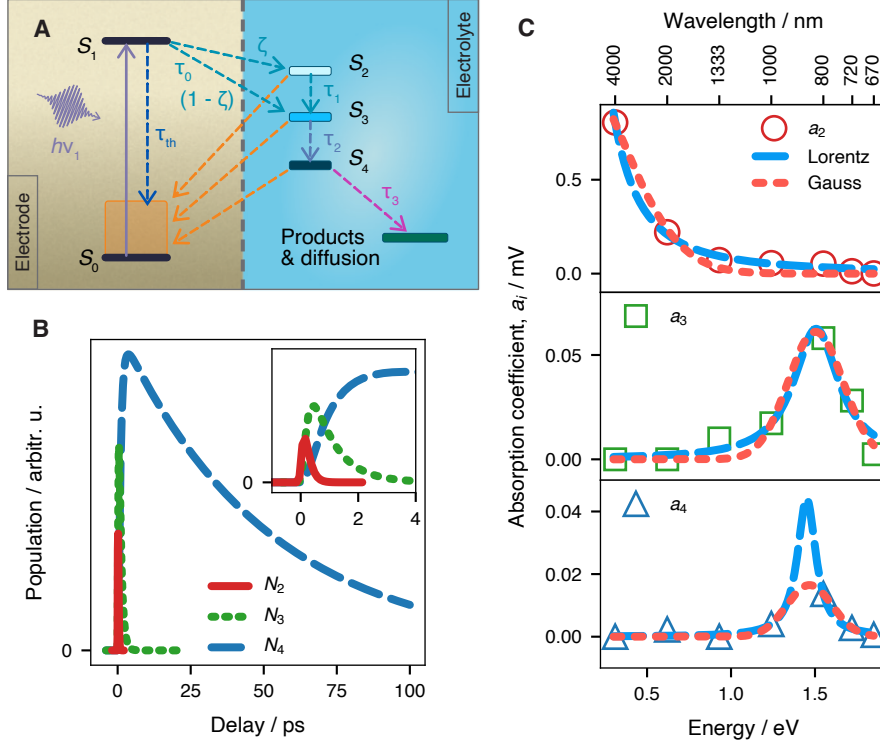 A
S1
ζ
τ0
(1 - ζ)
S2
τ1
S3
τ2
S4
τth
hν1
τ3
Electrode
S0
Products
& diffusion
Electrolyte
B
Population / arbitr. u.
0
0
0 2 4
N2
N3
N4
0 25 50 75 100
Delay / ps
C
Wavelength / nm
4000 2000 1333 1000 800 720 670
Absorption coefficient, ai / mV
a2
Lorentz
Gauss
0.5
0.0
a3
0.05
0.00
a4
0.04
0.02
0.00
0.5 1.0 1.5
Energy / eV